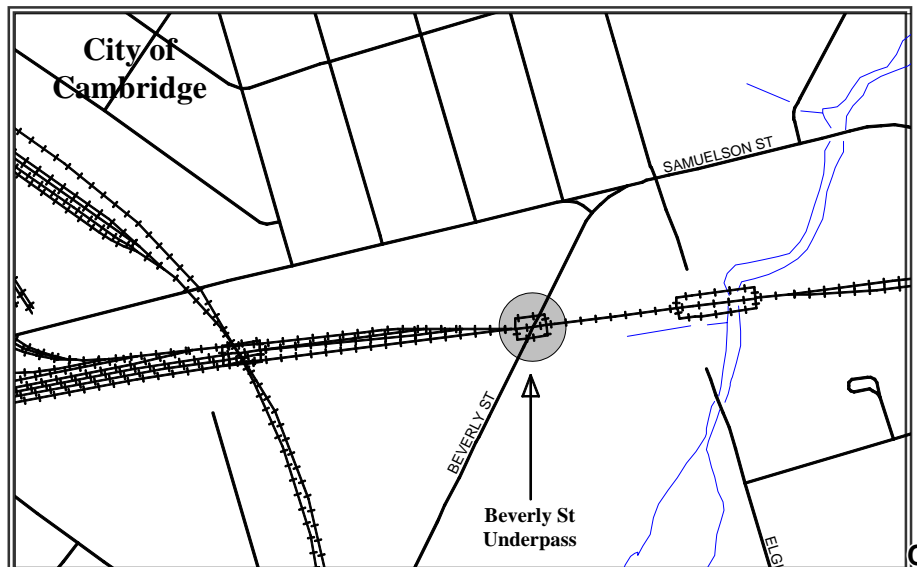 City of
Cambridge
SAMUELSON ST
BEVERLY ST
Beverly St
Underpass